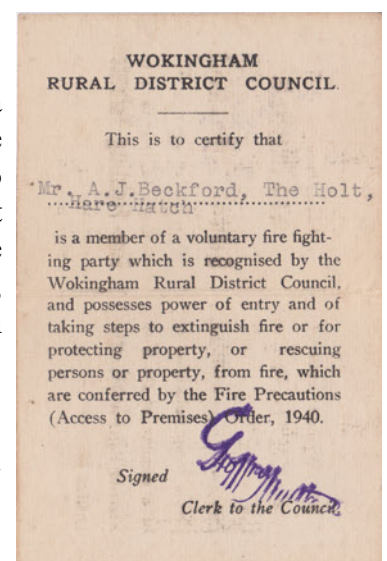 WOKINGHAM
RURAL DISTRICT COUNCIL.
This is to certify that
Mr. A.J.Beckford, The Holt,
Hare Hatch
is a member of a voluntary fire fight-
ing party which is recognised by the
Wokingham Rural District Council,
and possesses power of entry and of
taking steps to extinguish fire or for
protecting property, or rescuing
persons or property, from fire, which
are conferred by the Fire Precautions
(Access to Premises) Order, 1940.
Signed
Clerk to the Council.